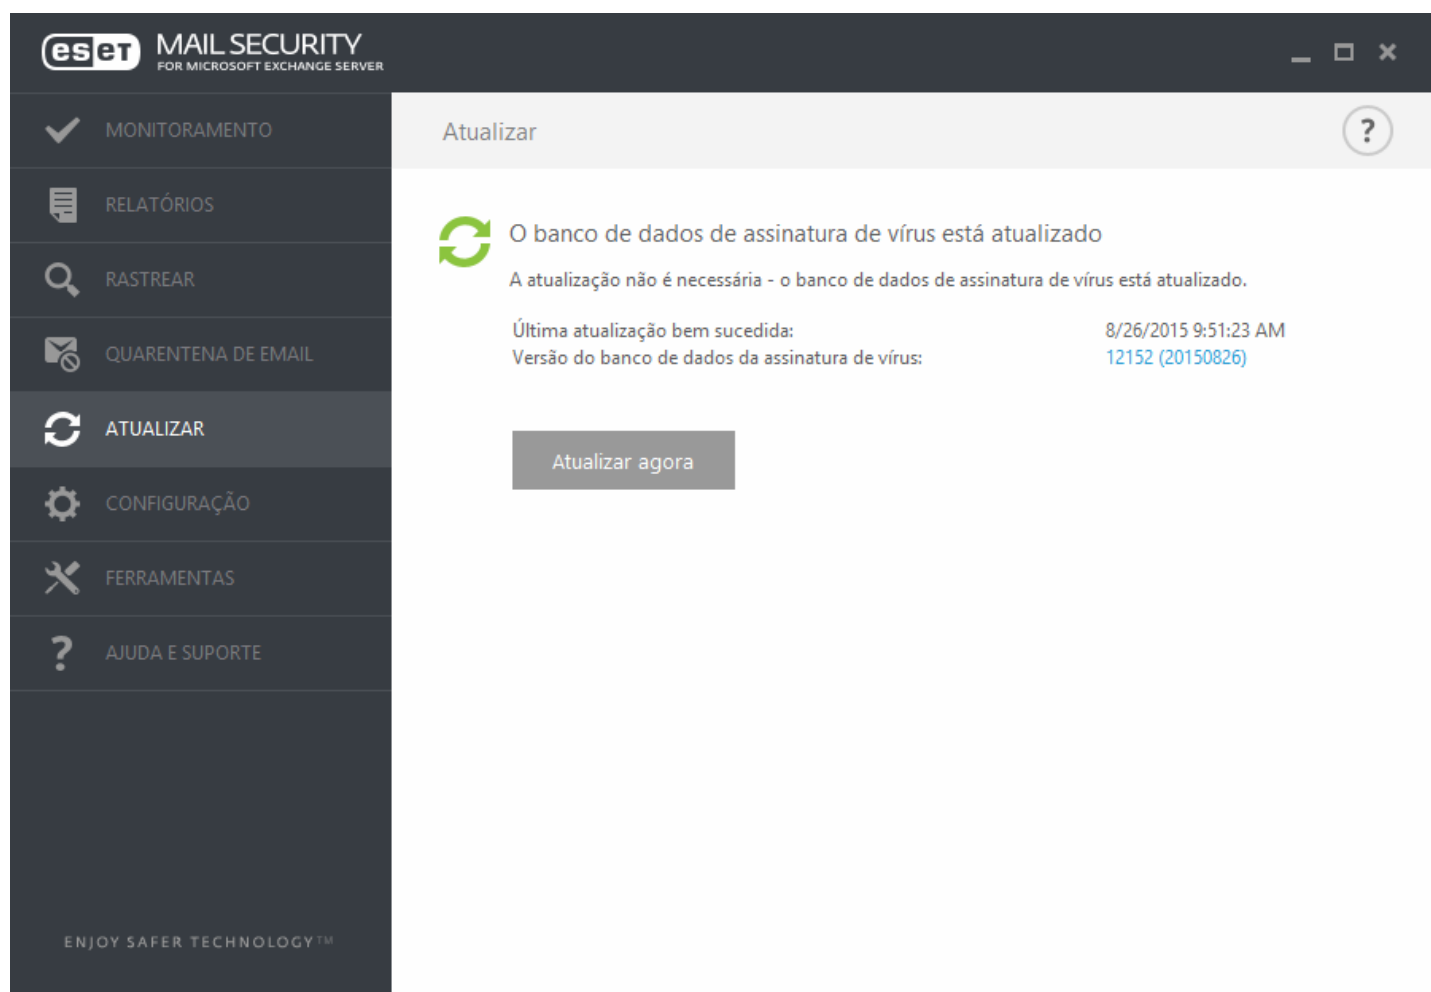 eset MAIL SECURITY
FOR MICROSOFT EXCHANGE SERVER
MONITORAMENTO
RELATÓRIOS
RASTREAR
QUARENTENA DE EMAIL
ATUALIZAR
CONFIGURAÇÃO
FERRAMENTAS
? AJUDA E SUPORTE
ENJOY SAFER TECHNOLOGY™
Atualizar ?
O banco de dados de assinatura de vírus está atualizado
A atualização não é necessária - o banco de dados de assinatura de vírus está atualizado.
Última atualização bem sucedida: 8/26/2015 9:51:23 AM
Versão do banco de dados da assinatura de vírus: 12152 (20150826)
Atualizar agora